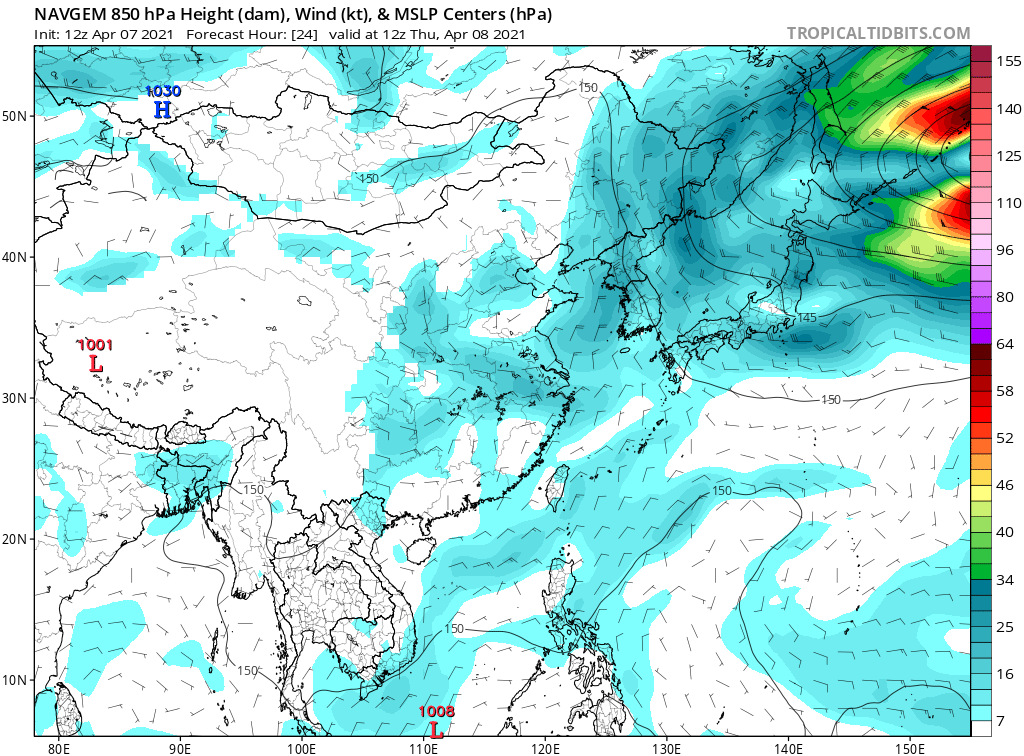 NAVGEM 850 hPa Height (dam), Wind (kt), & MSLP Centers (hPa)
Init: 12z Apr 07 2021 Forecast Hour: [24] valid at 12z Thu, Apr 08 2021
TROPICALTIDBITS.COM
155
140
125
110
96
80
64
58
52
46
40
34
25
16
7
50N
40N
30N
20N
10N
80E
90E
100E
110E
120E
130E
140E
150E
1030
H
1001
L
1008
L
150
150
145
150
150
150
150
150